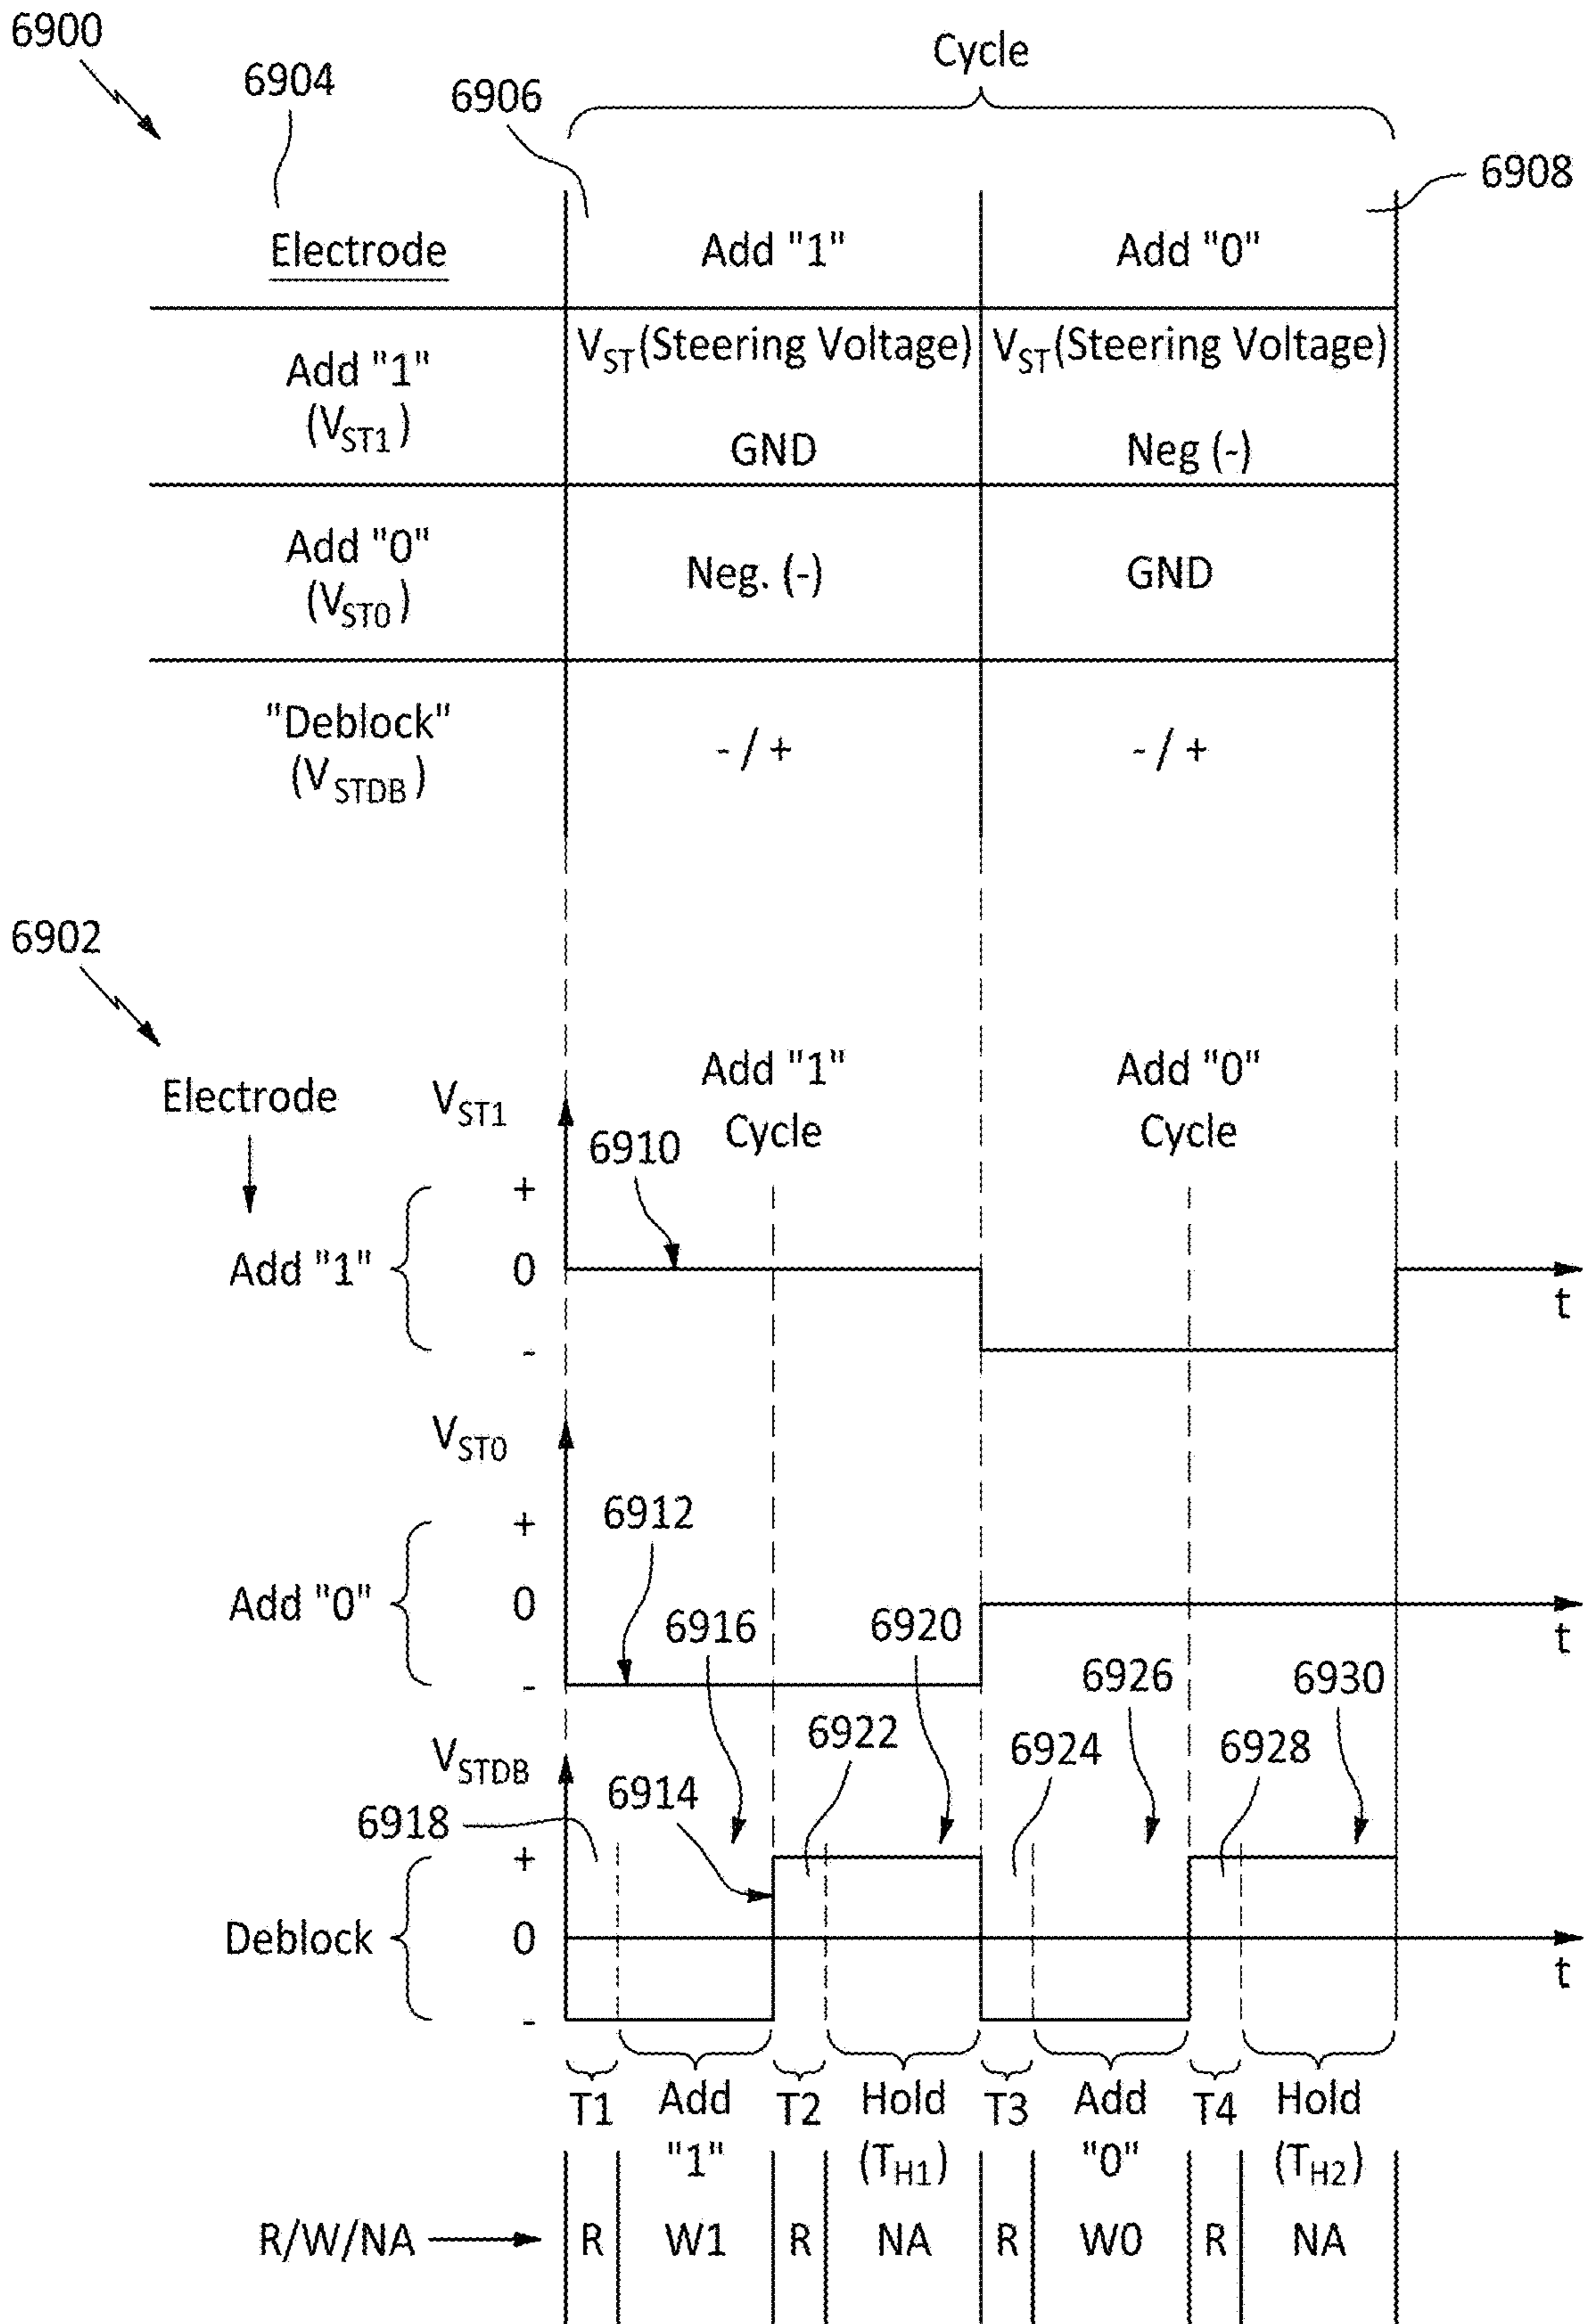 6900
Cycle
6904
6906
6908
Electrode
Add "1"
Add "0"
Add "1"
(VST1)
VST(Steering Voltage)
VST(Steering Voltage)
GND
Neg (-)
Add "0"
(VST0)
Neg. (-)
GND
"Deblock"
(VSTDB)
- / +
- / +
6902
Electrode
VST1
Add "1"
Cycle
Add "0"
Cycle
6910
+
Add "1"
0
t
-
VST0
6912
+
Add "0"
0
t
6916
6920
6926
6930
-
VSTDB
6922
6924
6928
6914
6918
+
Deblock
0
t
-
T1
Add
"1"
T2
Hold
(TH1)
T3
Add
"0"
T4
Hold
(TH2)
R/W/NA
R
W1
R
NA
R
W0
R
NA